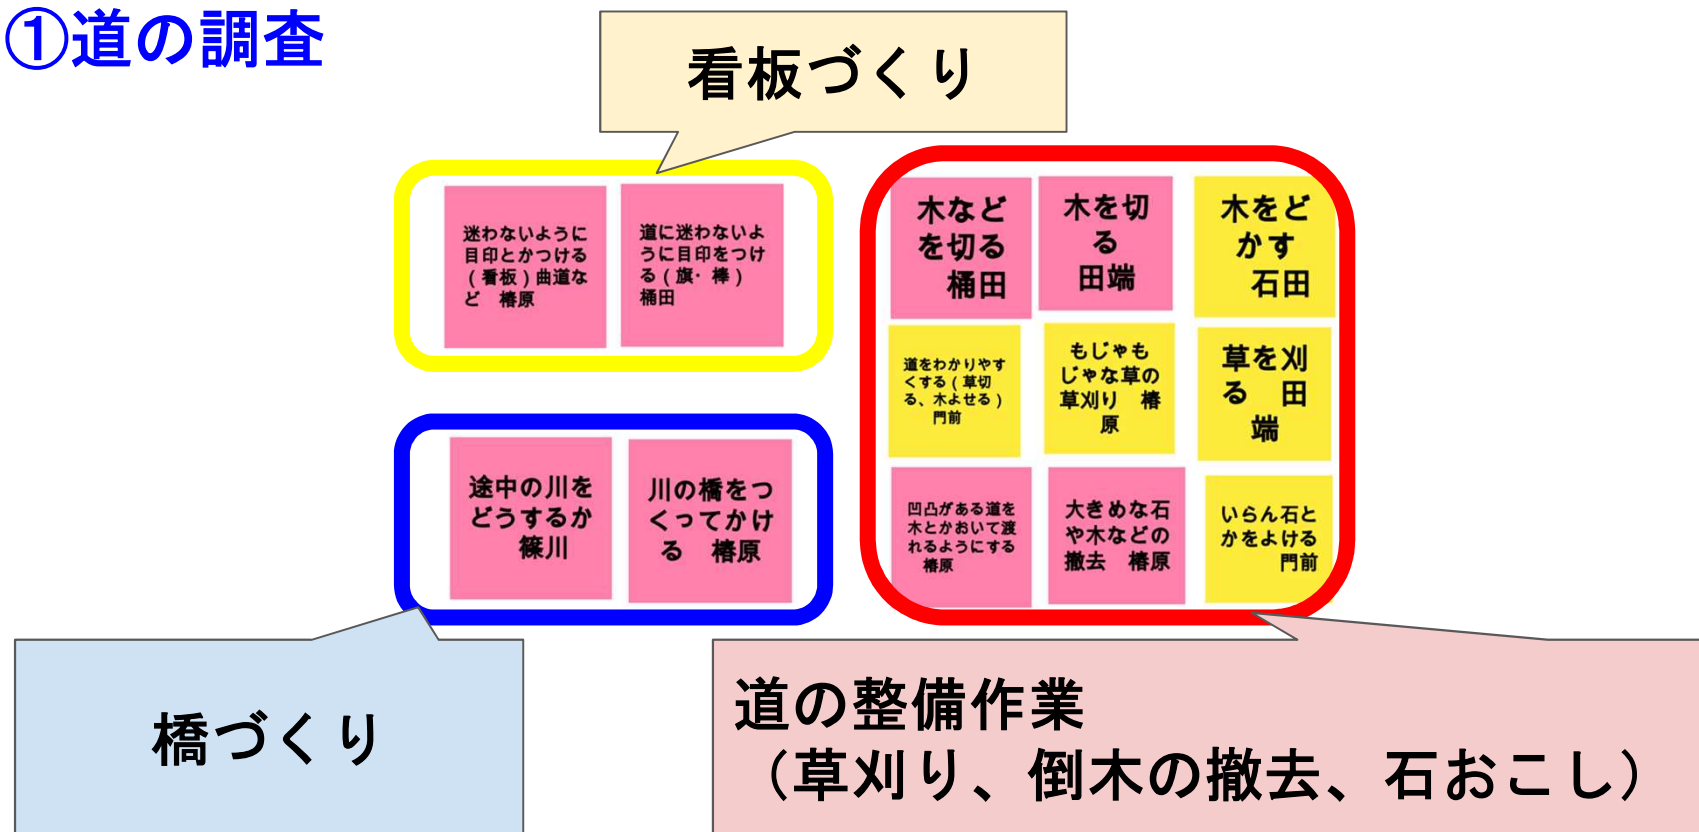 ①道の調査
看板づくり
迷わないように
目印とかつける
(看板)曲道な
ど　椿原
道に迷わないよ
うに目印をつけ
る(旗・棒)
桶田
木など
を切る
桶田
木を切
る
田端
木をど
かす
石田
道をわかりやす
くする(草切
る、木よせる)
門前
もじゃも
じゃな草の
草刈り　椿
原
草を刈
る　田
端
途中の川を
どうするか
篠川
川の橋をつ
くってかけ
る　椿原
凹凸がある道を
木とかおいて渡
れるようにする
椿原
大きめな石
や木などの
撤去　椿原
いらん石と
かをよける
門前
橋づくり
道の整備作業
（草刈り、倒木の撤去、石おこし）